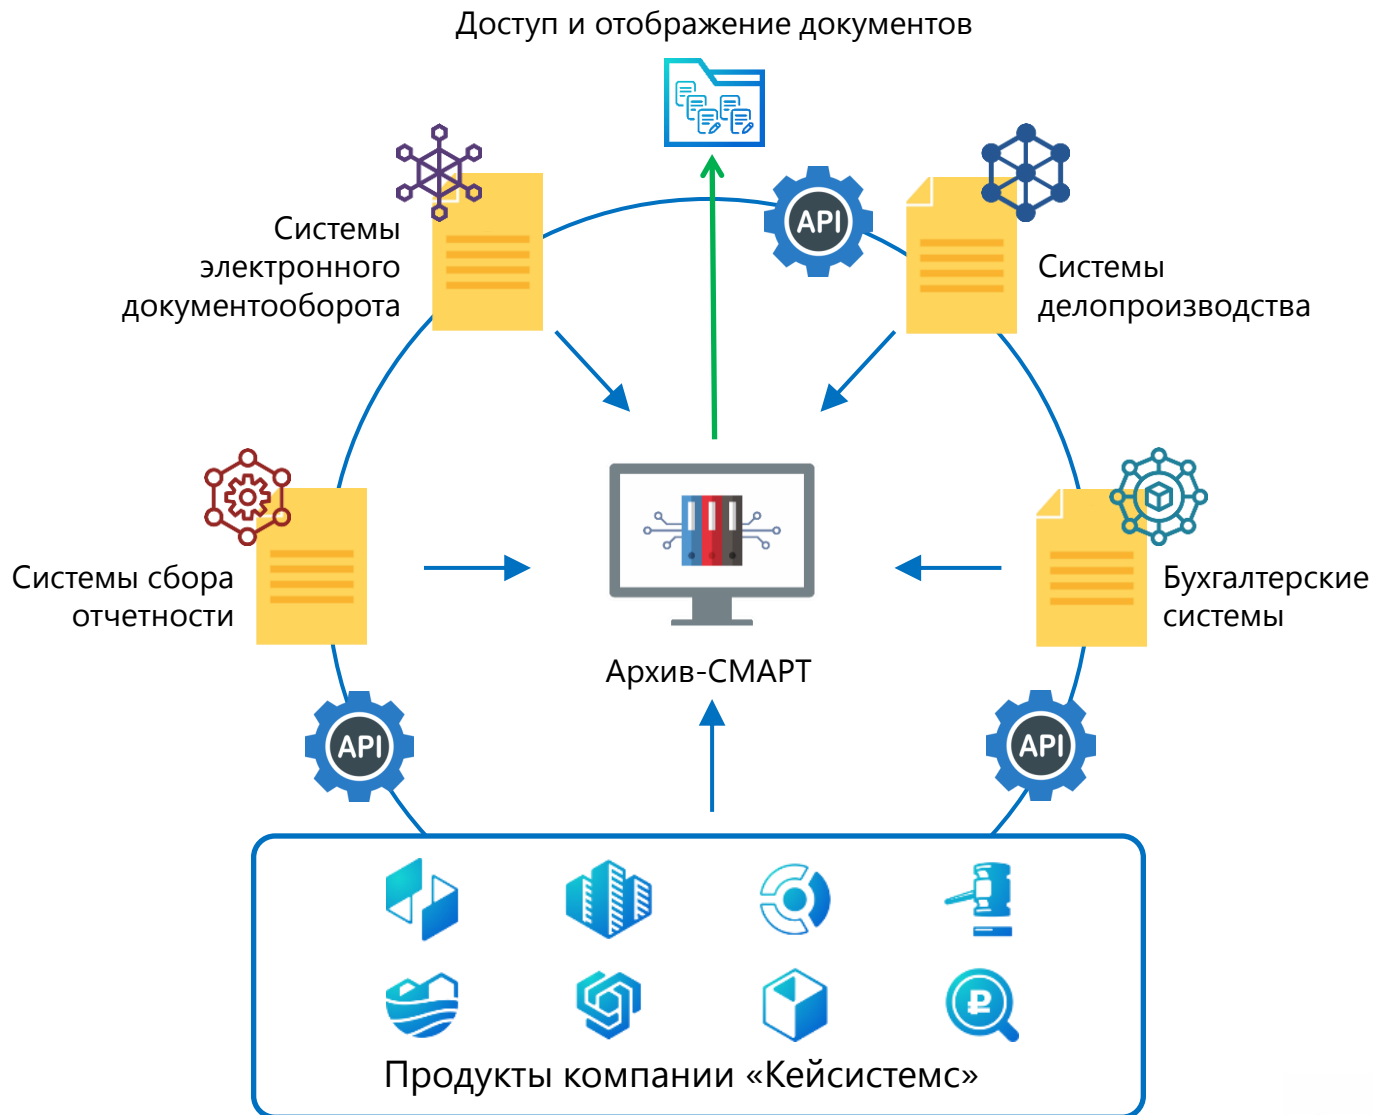 Доступ и отображение документов
API
Системы
электронного
документооборота
Системы
делопроизводства
Системы сбора
отчетности
Бухгалтерские
системы
Архив-СМАРТ
API
API
₽
Продукты компании «Кейсистемс»